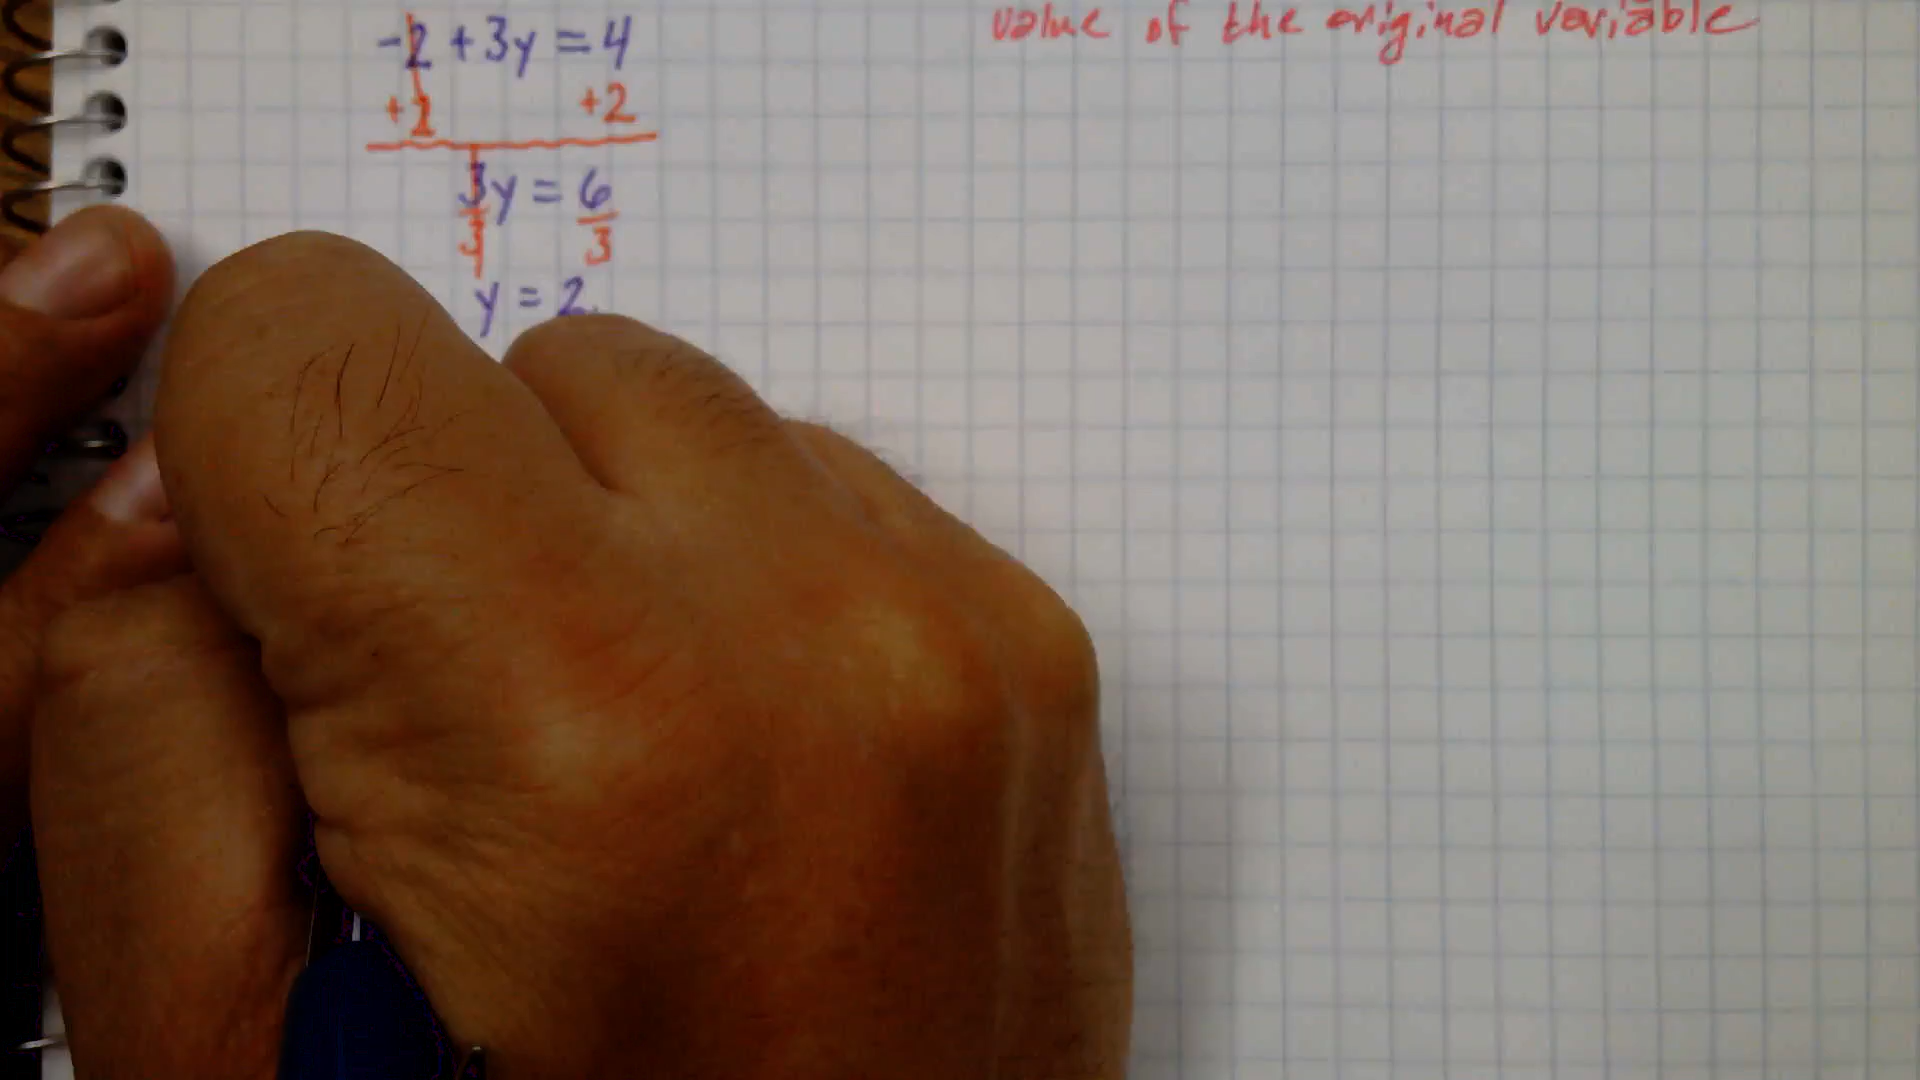 value of the original variable
-2 + 3y = 4
+2 +2
3y = 6
3 3
y = 2